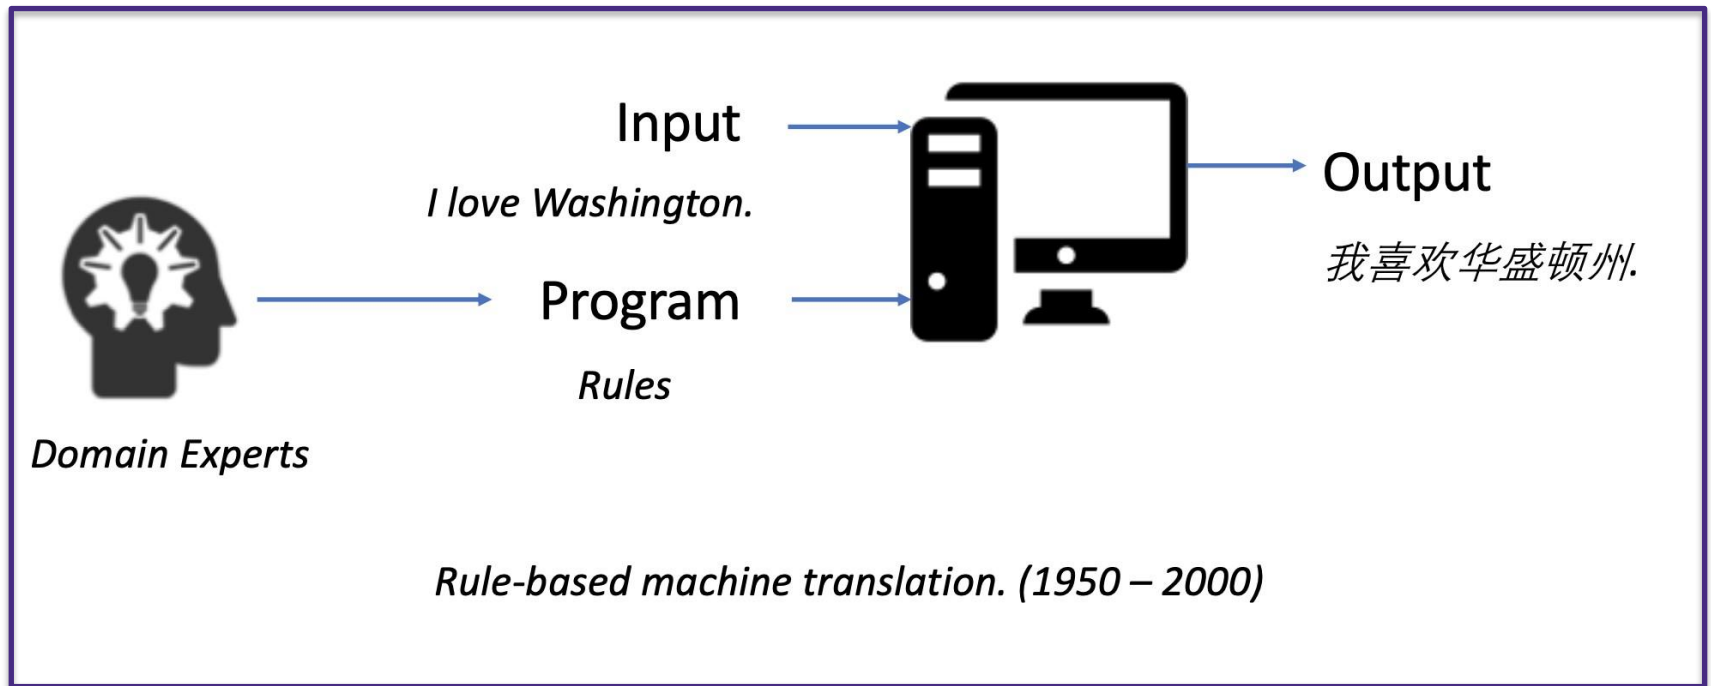 Input
I love Washington.
Program
Rules
Domain Experts
Output
我喜欢华盛顿州.
Rule-based machine translation. (1950 – 2000)